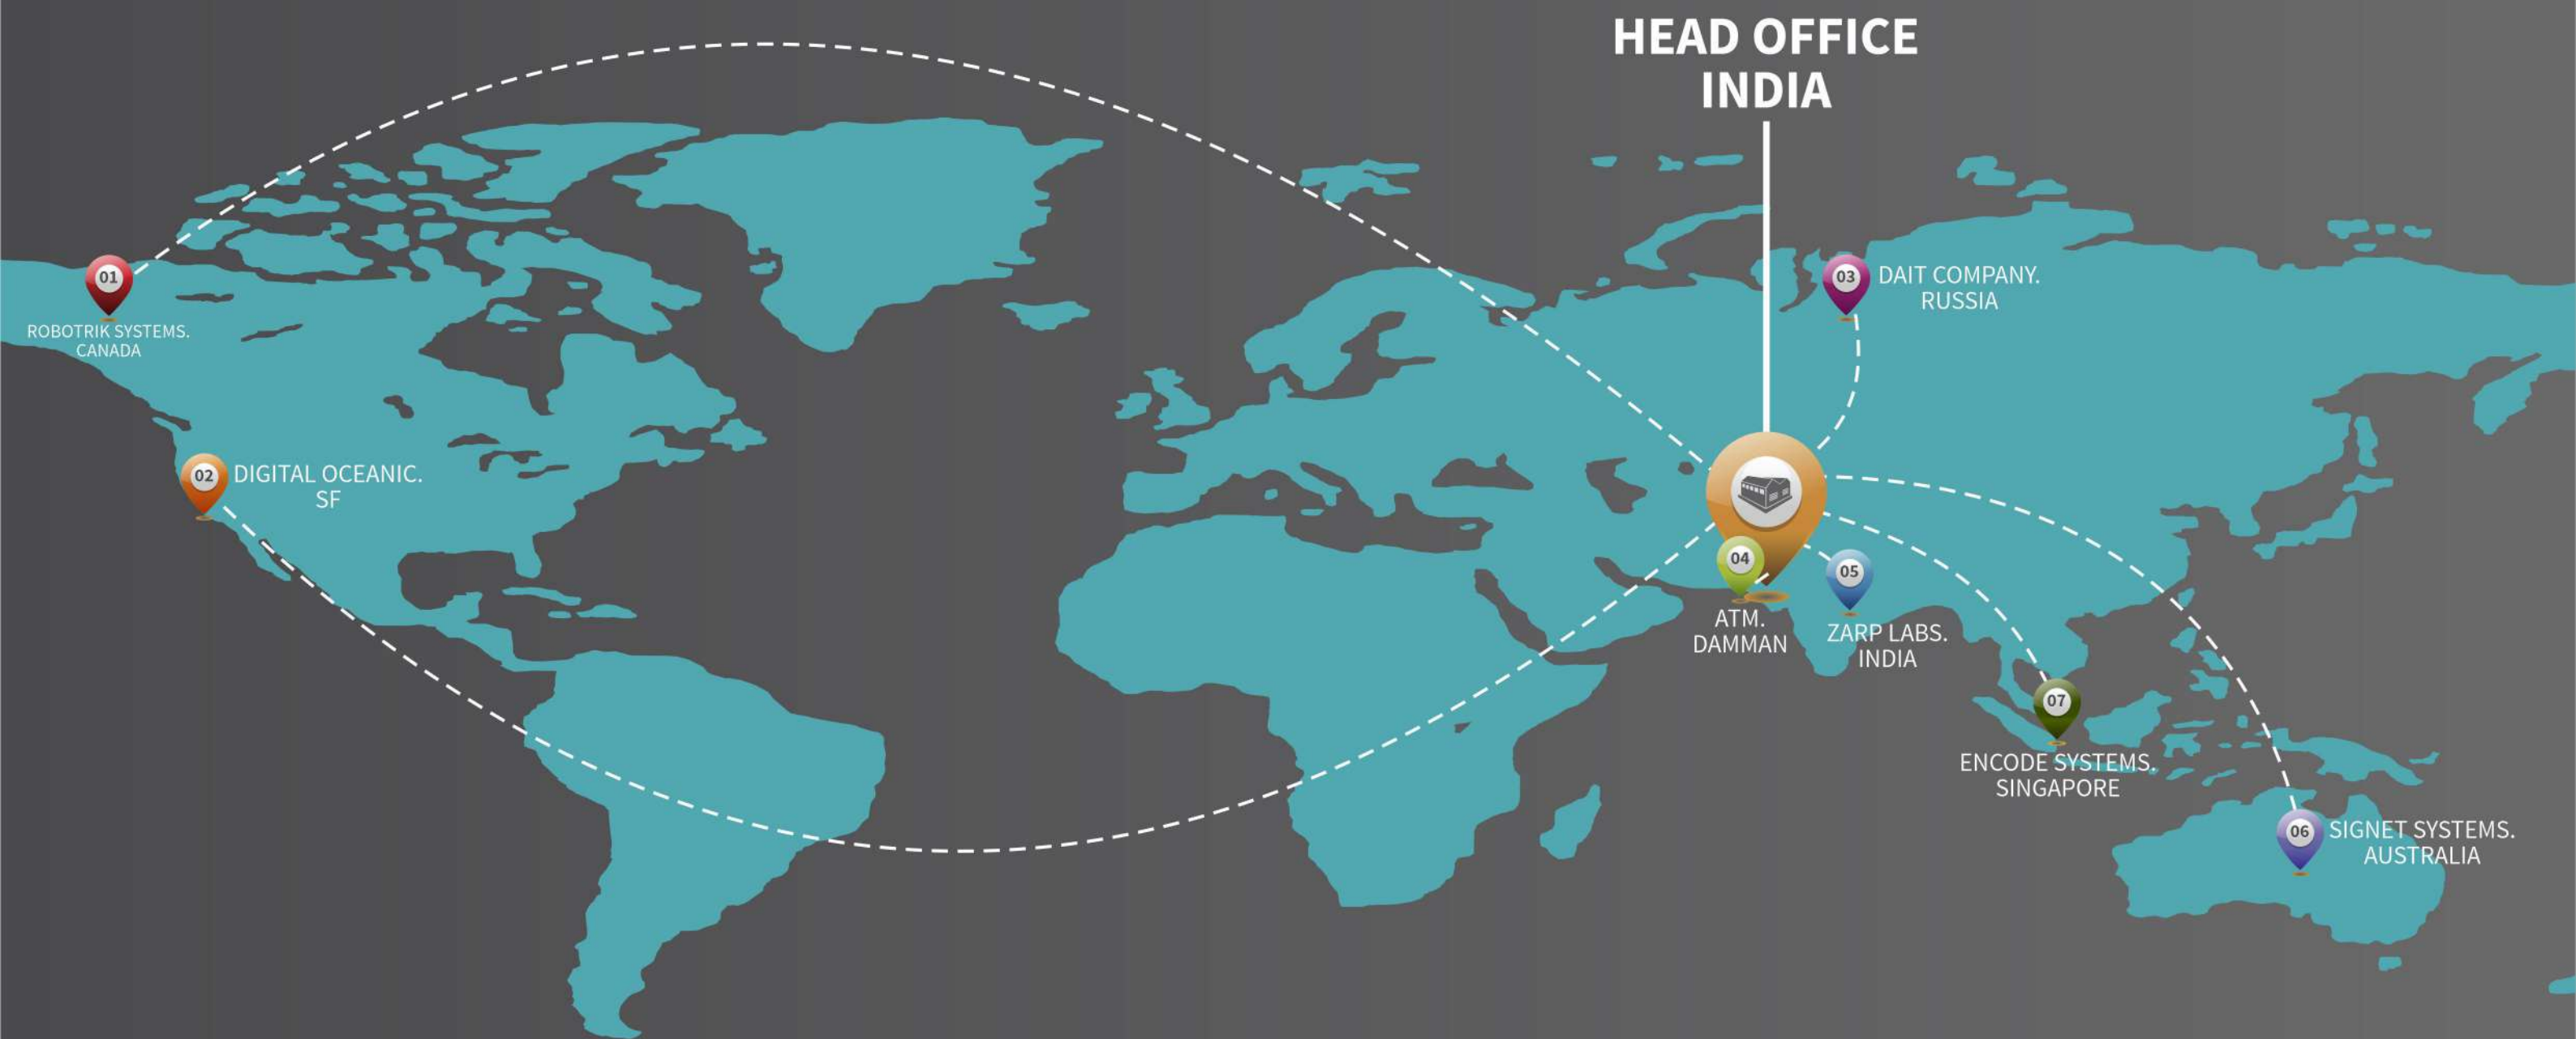 HEAD OFFICE
INDIA
01
ROBOTRIK SYSTEMS.
CANADA
02
DIGITAL OCEANIC.
SF
03
DAIT COMPANY.
RUSSIA
04
ATM.
DAMMAN
05
ZARP LABS.
INDIA
07
ENCODE SYSTEMS.
SINGAPORE
06
SIGNET SYSTEMS.
AUSTRALIA